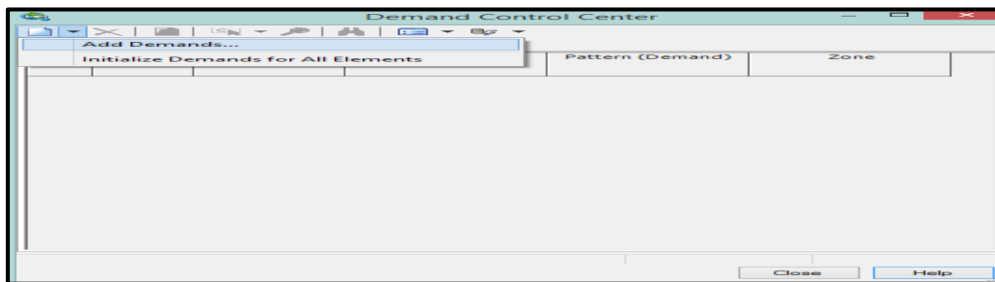 Demand Control Center
Add Demands...
Initialize Demands for All Elements
Pattern (Demand) Zone
Close Help